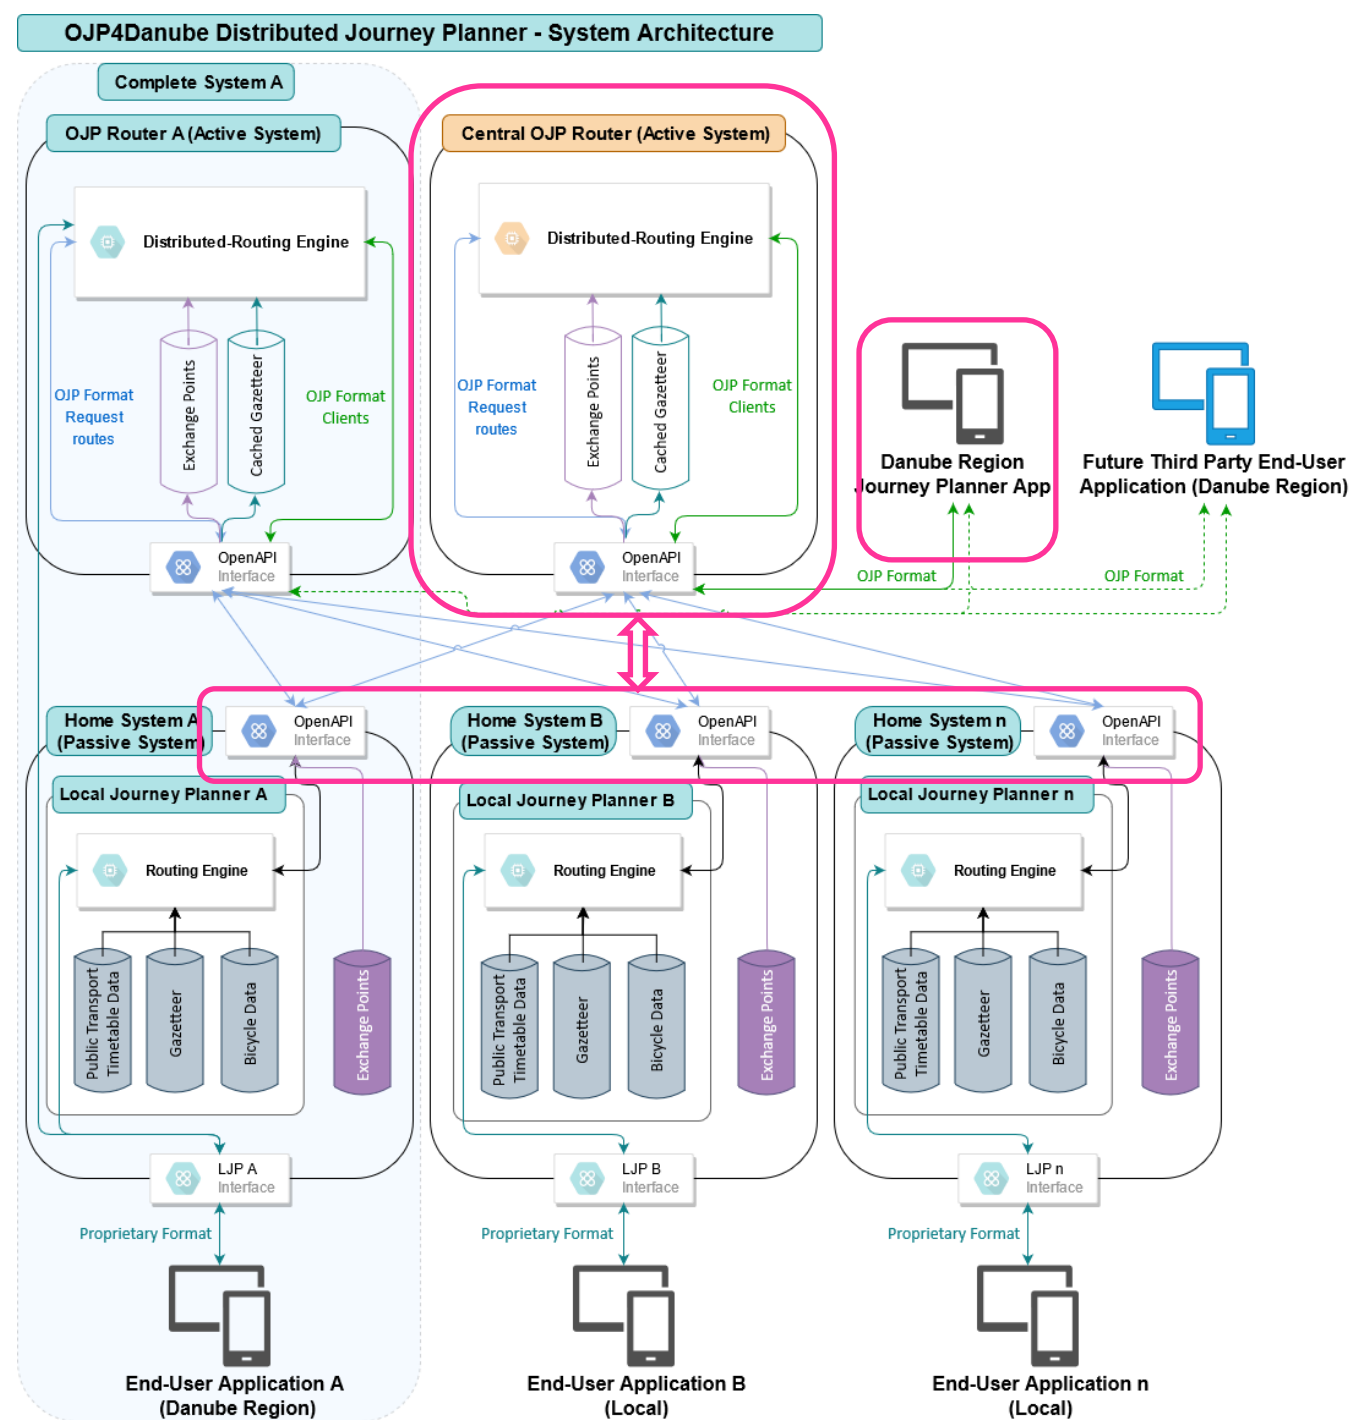 OJP4Danube Distributed Journey Planner - System Architecture
Complete System A
OJP Router A (Active System)
Central OJP Router (Active System)
Distributed-Routing Engine
Distributed-Routing Engine
Exchange Points
Cached Gazetteer
OJP Format
Request
routes
OJP Format
Clients
Exchange Points
Cached Gazetteer
OJP Format
Request
routes
OJP Format
Clients
Danube Region
Journey Planner App
Future Third Party End-User
Application (Danube Region)
OpenAPI
Interface
OpenAPI
Interface
OJP Format
OJP Format
Home System A
(Passive System)
OpenAPI
Interface
Home System B
(Passive System)
OpenAPI
Interface
Home System n
(Passive System)
OpenAPI
Interface
Local Journey Planner A
Local Journey Planner B
Local Journey Planner n
Routing Engine
Routing Engine
Routing Engine
Public Transport
Timetable Data
Gazetteer
Bicycle Data
Exchange Points
Public Transport
Timetable Data
Gazetteer
Bicycle Data
Exchange Points
Public Transport
Timetable Data
Gazetteer
Bicycle Data
Exchange Points
LJP A
Interface
LJP B
Interface
LJP n
Interface
Proprietary Format
Proprietary Format
Proprietary Format
End-User Application A
(Danube Region)
End-User Application B
(Local)
End-User Application n
(Local)